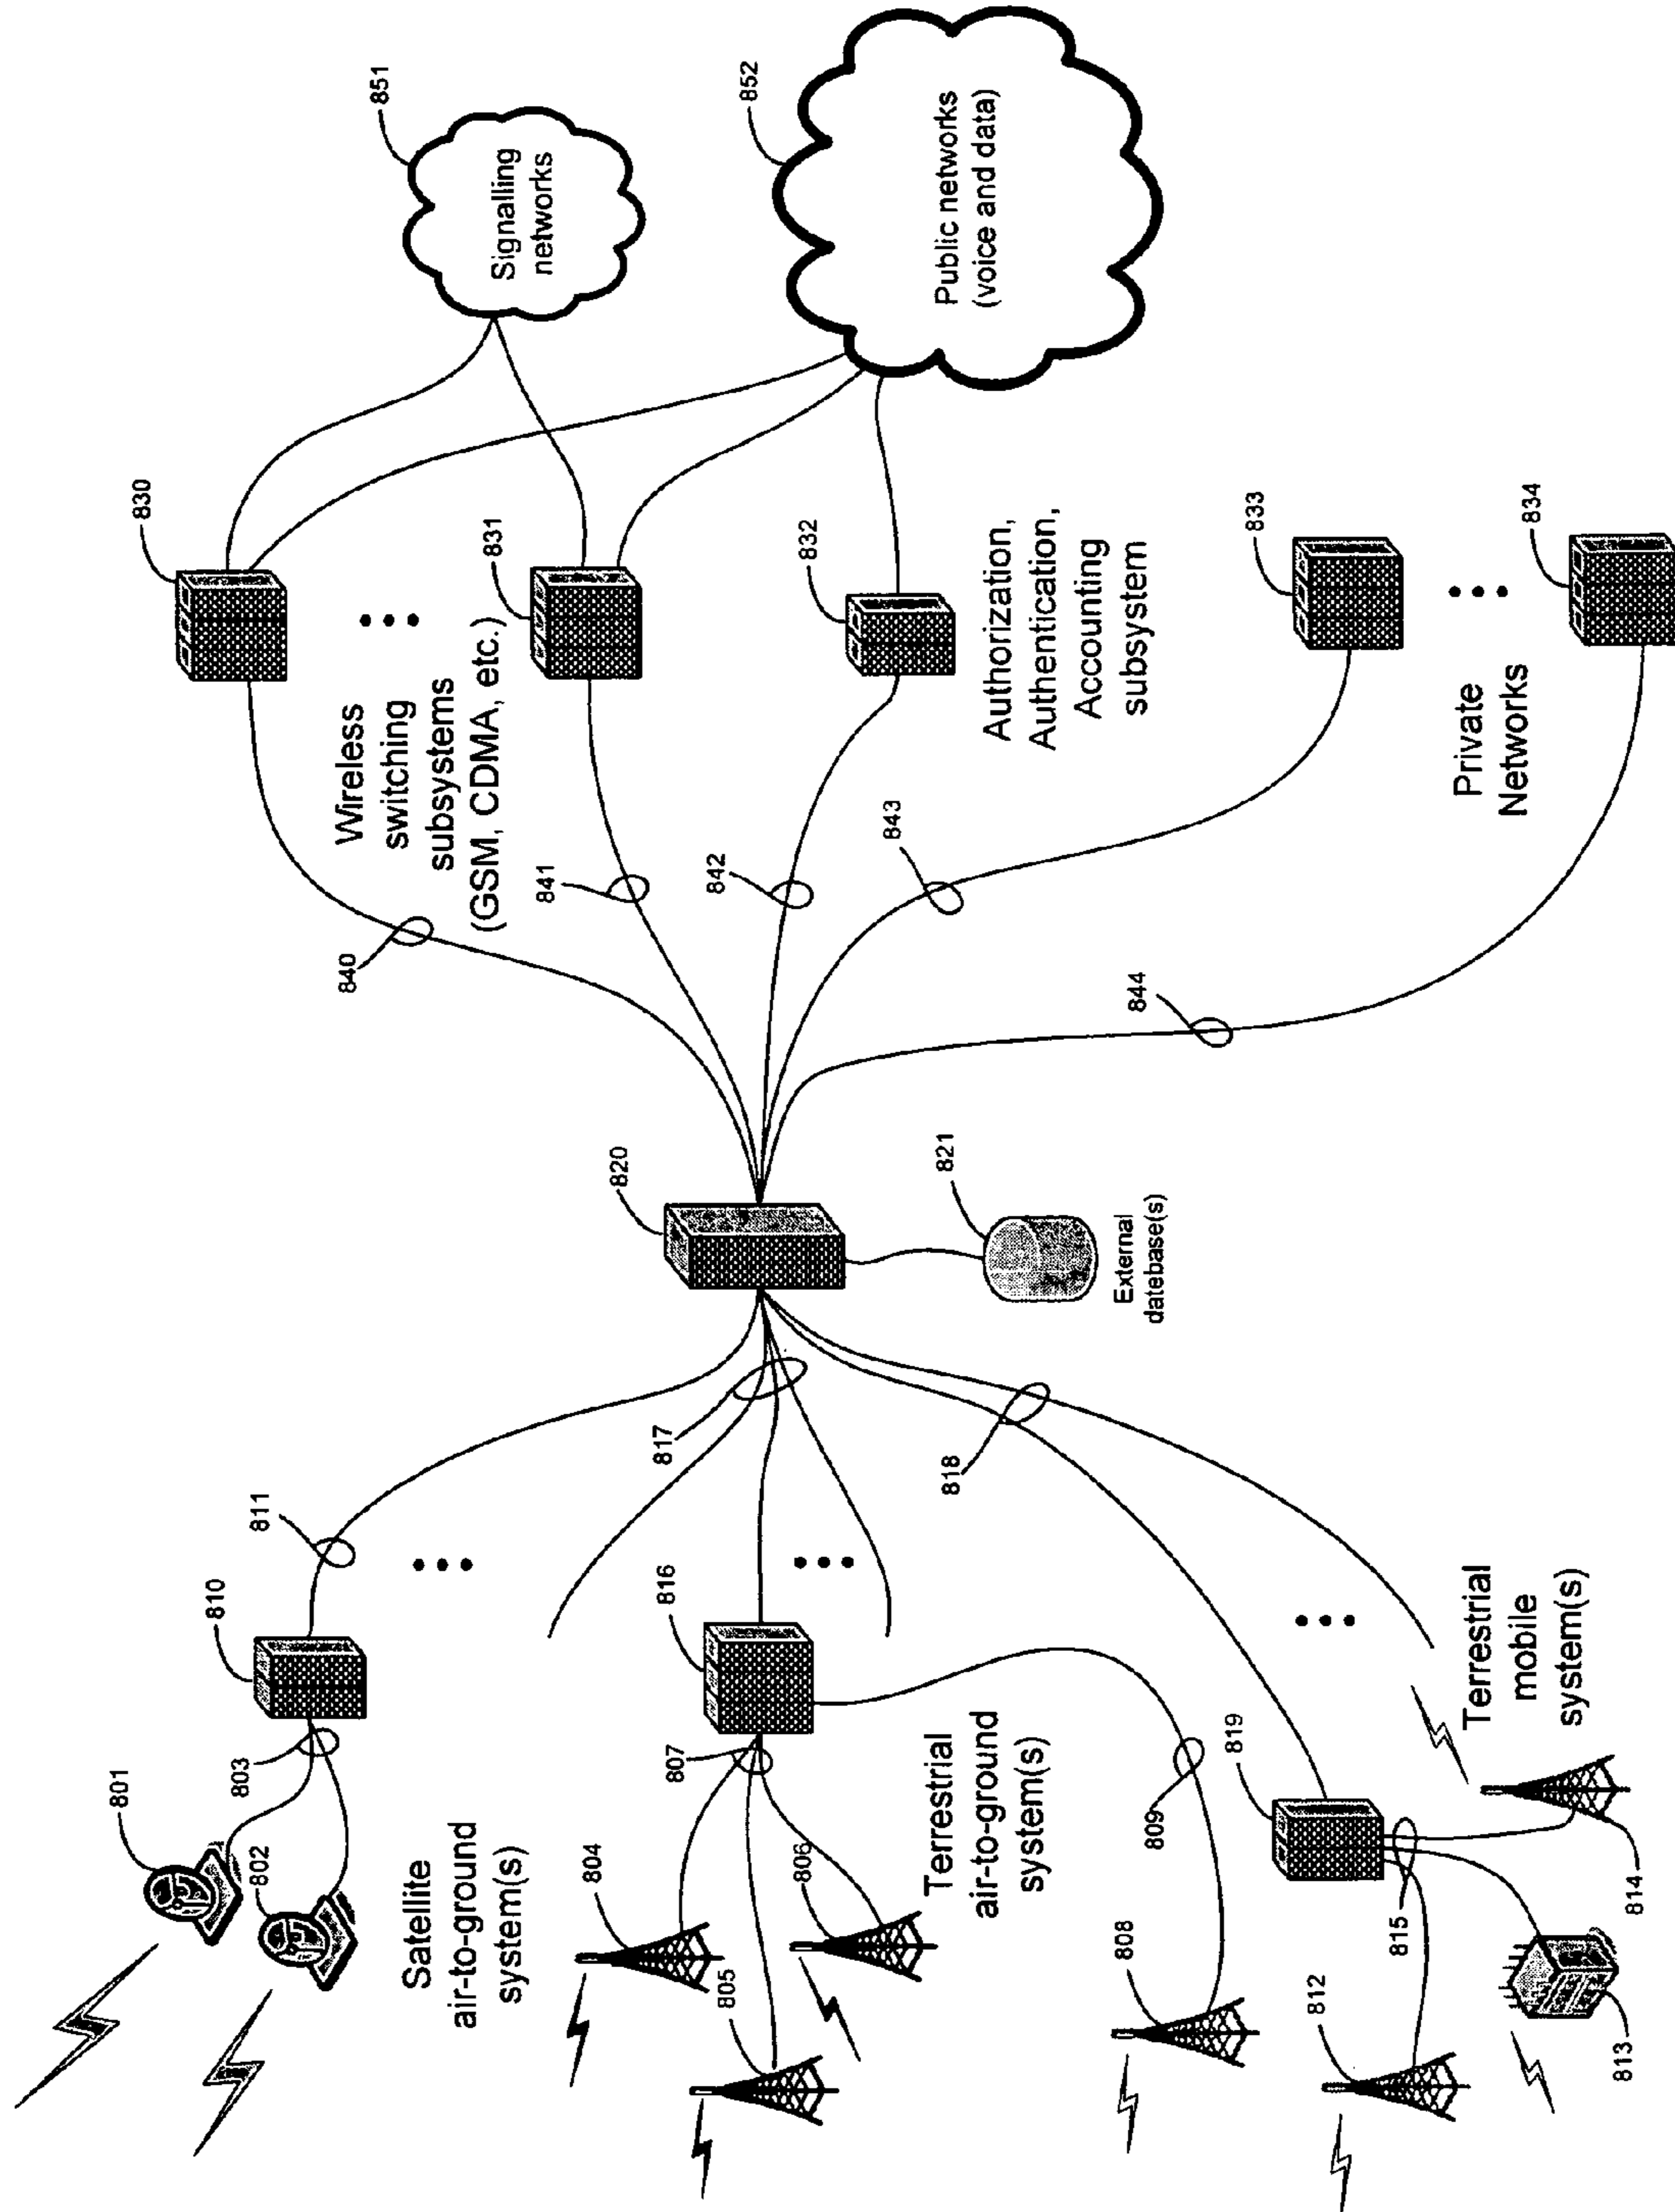 801
802
803
810
811
Satellite
air-to-ground
system(s)
804
805
806
807
816
817
Terrestrial
air-to-ground
system(s)
808
809
812
813
814
815
819
818
Terrestrial
mobile
system(s)
820
821
External
datebase(s)
840
841
842
843
844
830
Wireless
switching
subsystems
(GSM, CDMA, etc.)
831
832
Authorization,
Authentication,
Accounting
subsystem
833
Private
Networks
834
851
Signalling
networks
852
Public networks
(voice and data)